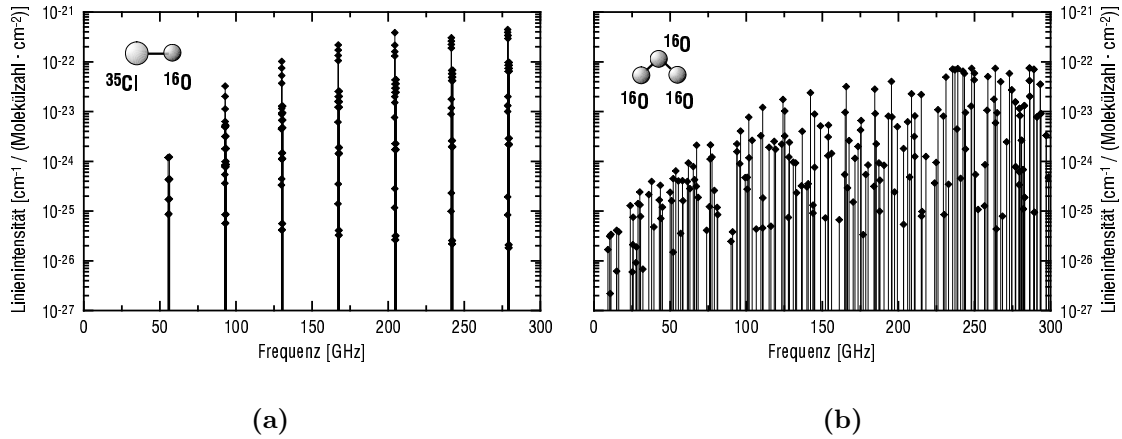 Linienintensität [cm⁻¹ / (Molekülzahl · cm⁻²)]
10⁻²¹
10⁻²²
10⁻²³
10⁻²⁴
10⁻²⁵
10⁻²⁶
10⁻²⁷
³⁵Cl ¹⁶O
0 50 100 150 200 250 300
Frequenz [GHz]
(a)
¹⁶O
¹⁶O ¹⁶O
0 50 100 150 200 250 300
Frequenz [GHz]
10⁻²¹
10⁻²²
10⁻²³
10⁻²⁴
10⁻²⁵
10⁻²⁶
10⁻²⁷
Linienintensität [cm⁻¹ / (Molekülzahl · cm⁻²)]
(b)